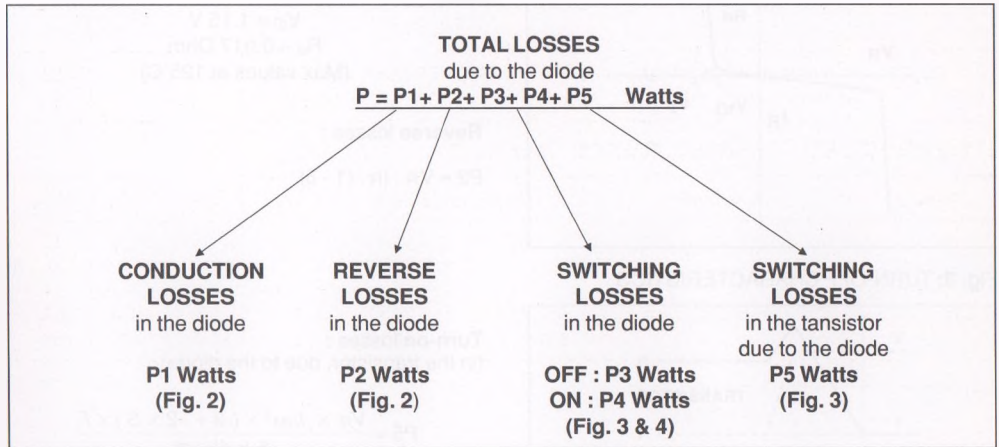 TOTAL LOSSES
due to the diode
P = P1+ P2+ P3+ P4+ P5 Watts
CONDUCTION
LOSSES
in the diode
P1 Watts
(Fig. 2)
REVERSE
LOSSES
in the diode
P2 Watts
(Fig. 2)
SWITCHING
LOSSES
in the diode
OFF : P3 Watts
ON : P4 Watts
(Fig. 3 & 4)
SWITCHING
LOSSES
in the tansistor
due to the diode
P5 Watts
(Fig. 3)